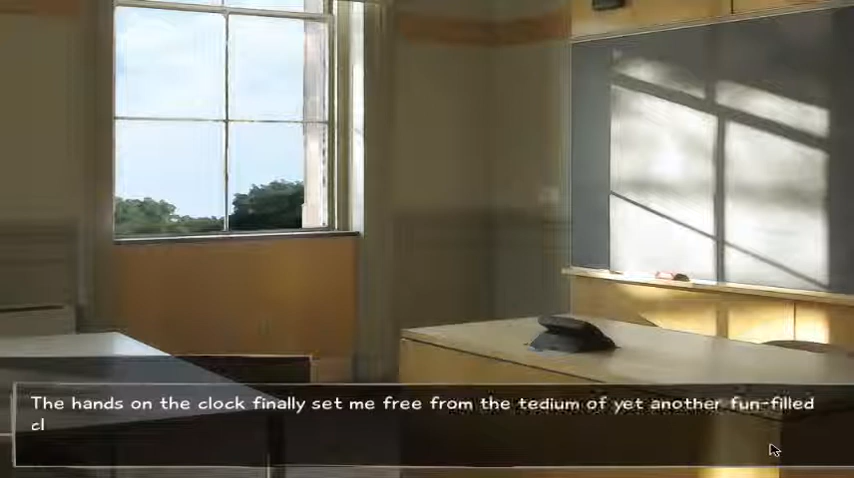 The hands on the clock finally set me free from the tedium of yet another fun-filled
cl